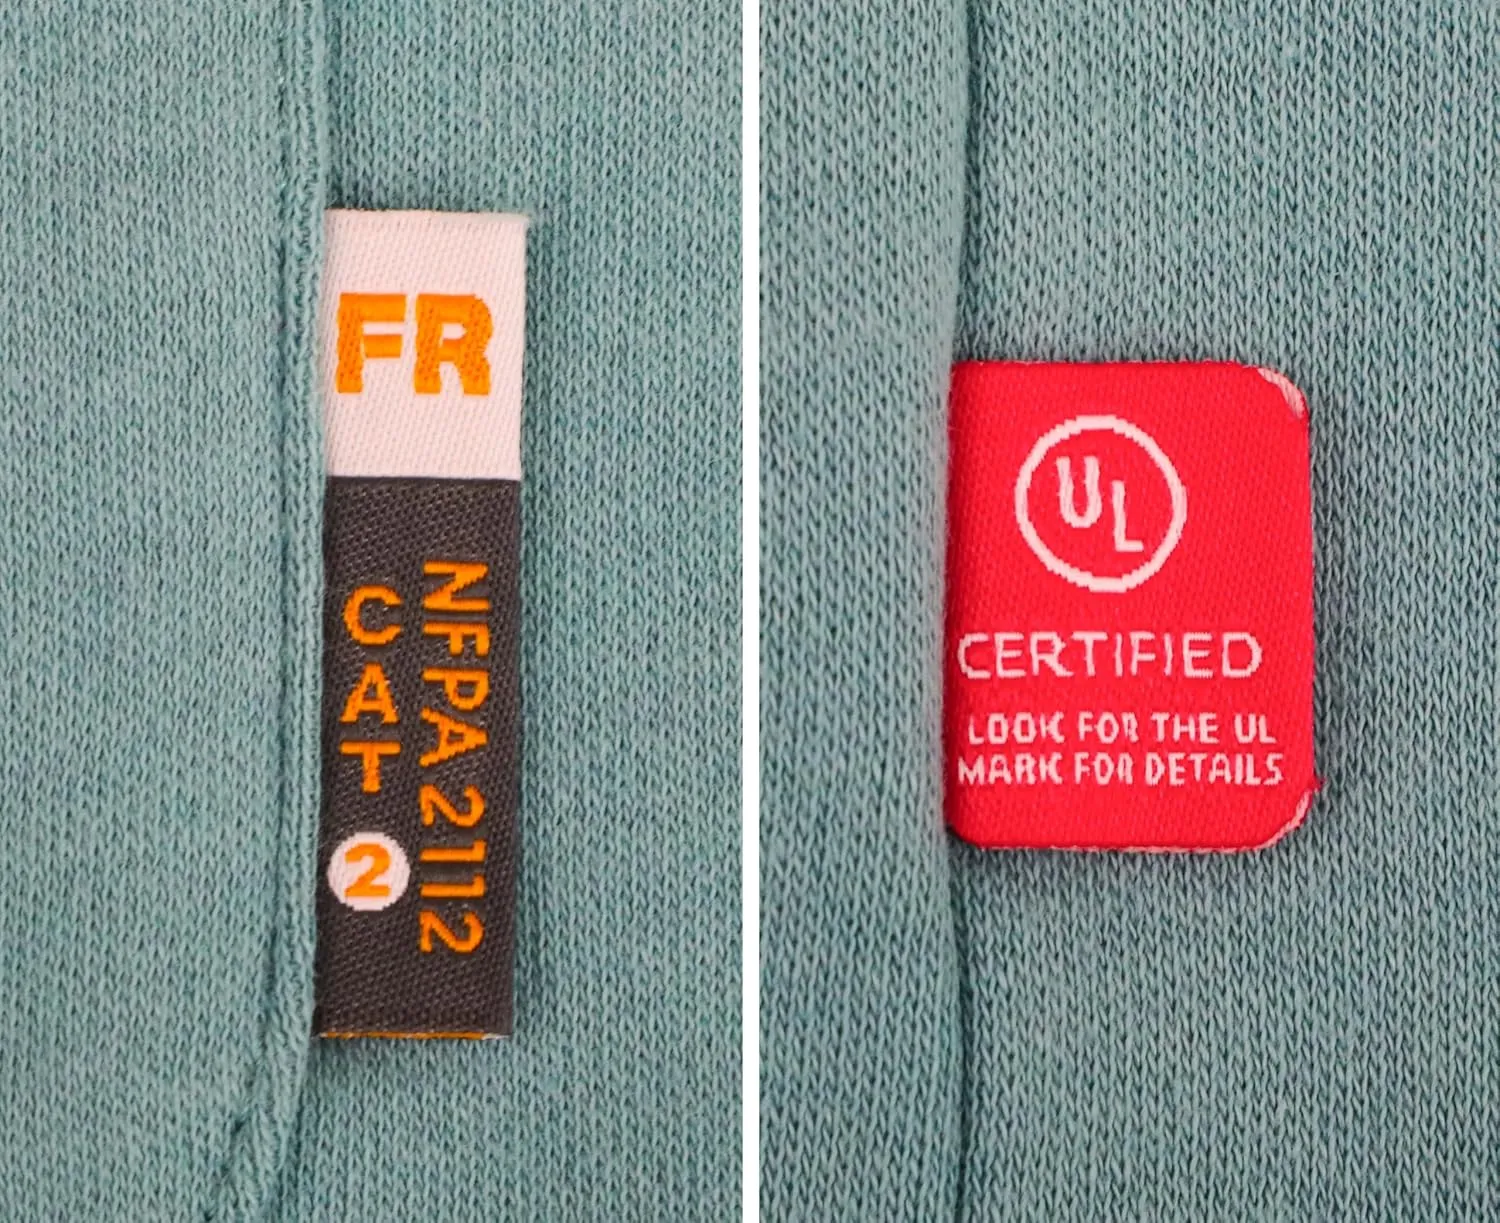 FR
NFPA 2112
CAT 2
UL
CERTIFIED
LOOK FOR THE UL
MARK FOR DETAILS